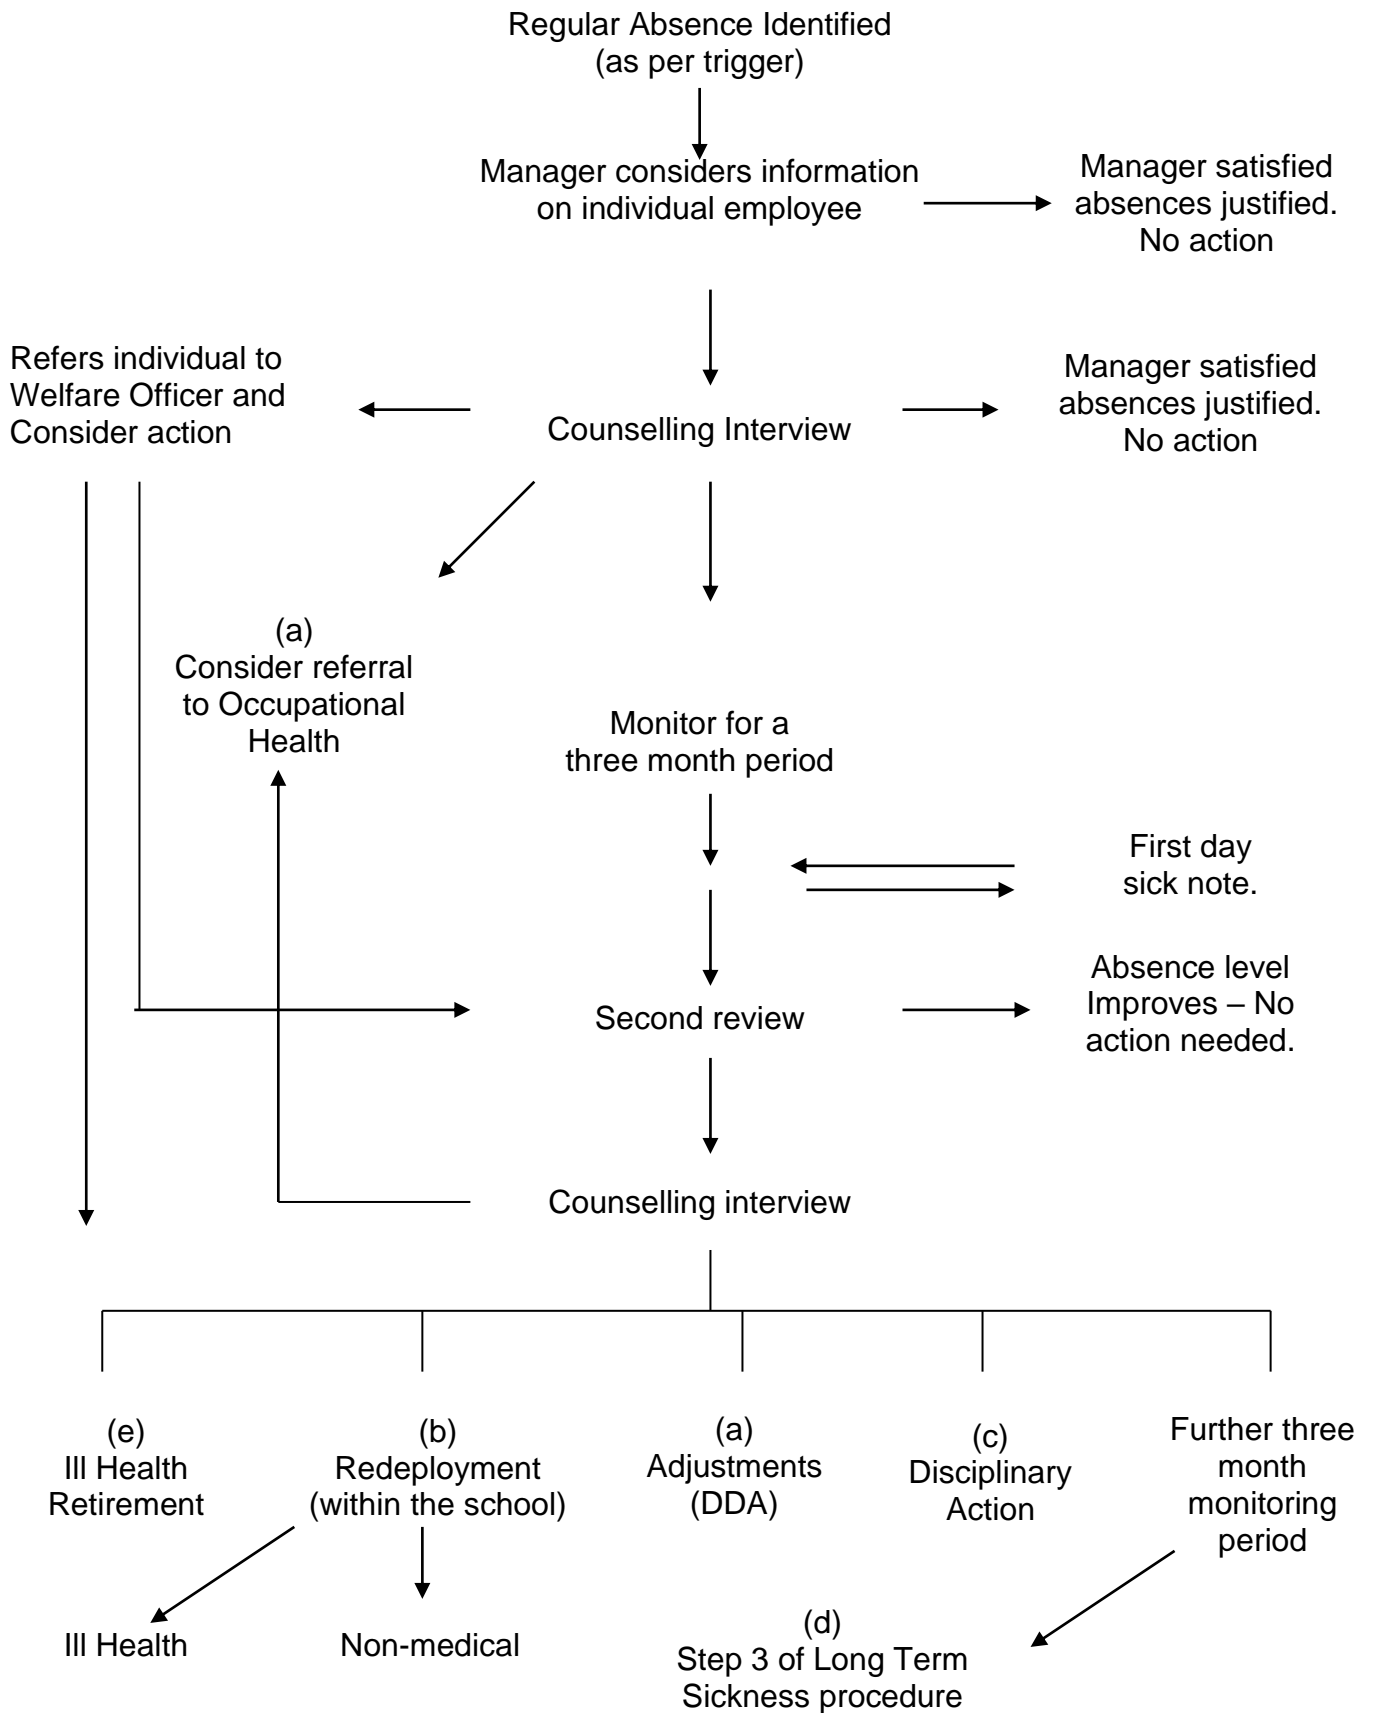 Regular Absence Identified
(as per trigger)
Manager considers information
on individual employee
Manager satisfied
absences justified.
No action
Refers individual to
Welfare Officer and
Consider action
Counselling Interview
Manager satisfied
absences justified.
No action
(a)
Consider referral
to Occupational
Health
Monitor for a
three month period
First day
sick note.
Second review
Absence level
Improves – No
action needed.
Counselling interview
(e)
Ill Health
Retirement
(b)
Redeployment
(within the school)
(a)
Adjustments
(DDA)
(c)
Disciplinary
Action
Further three
month
monitoring
period
Ill Health
Non-medical
(d)
Step 3 of Long Term
Sickness procedure